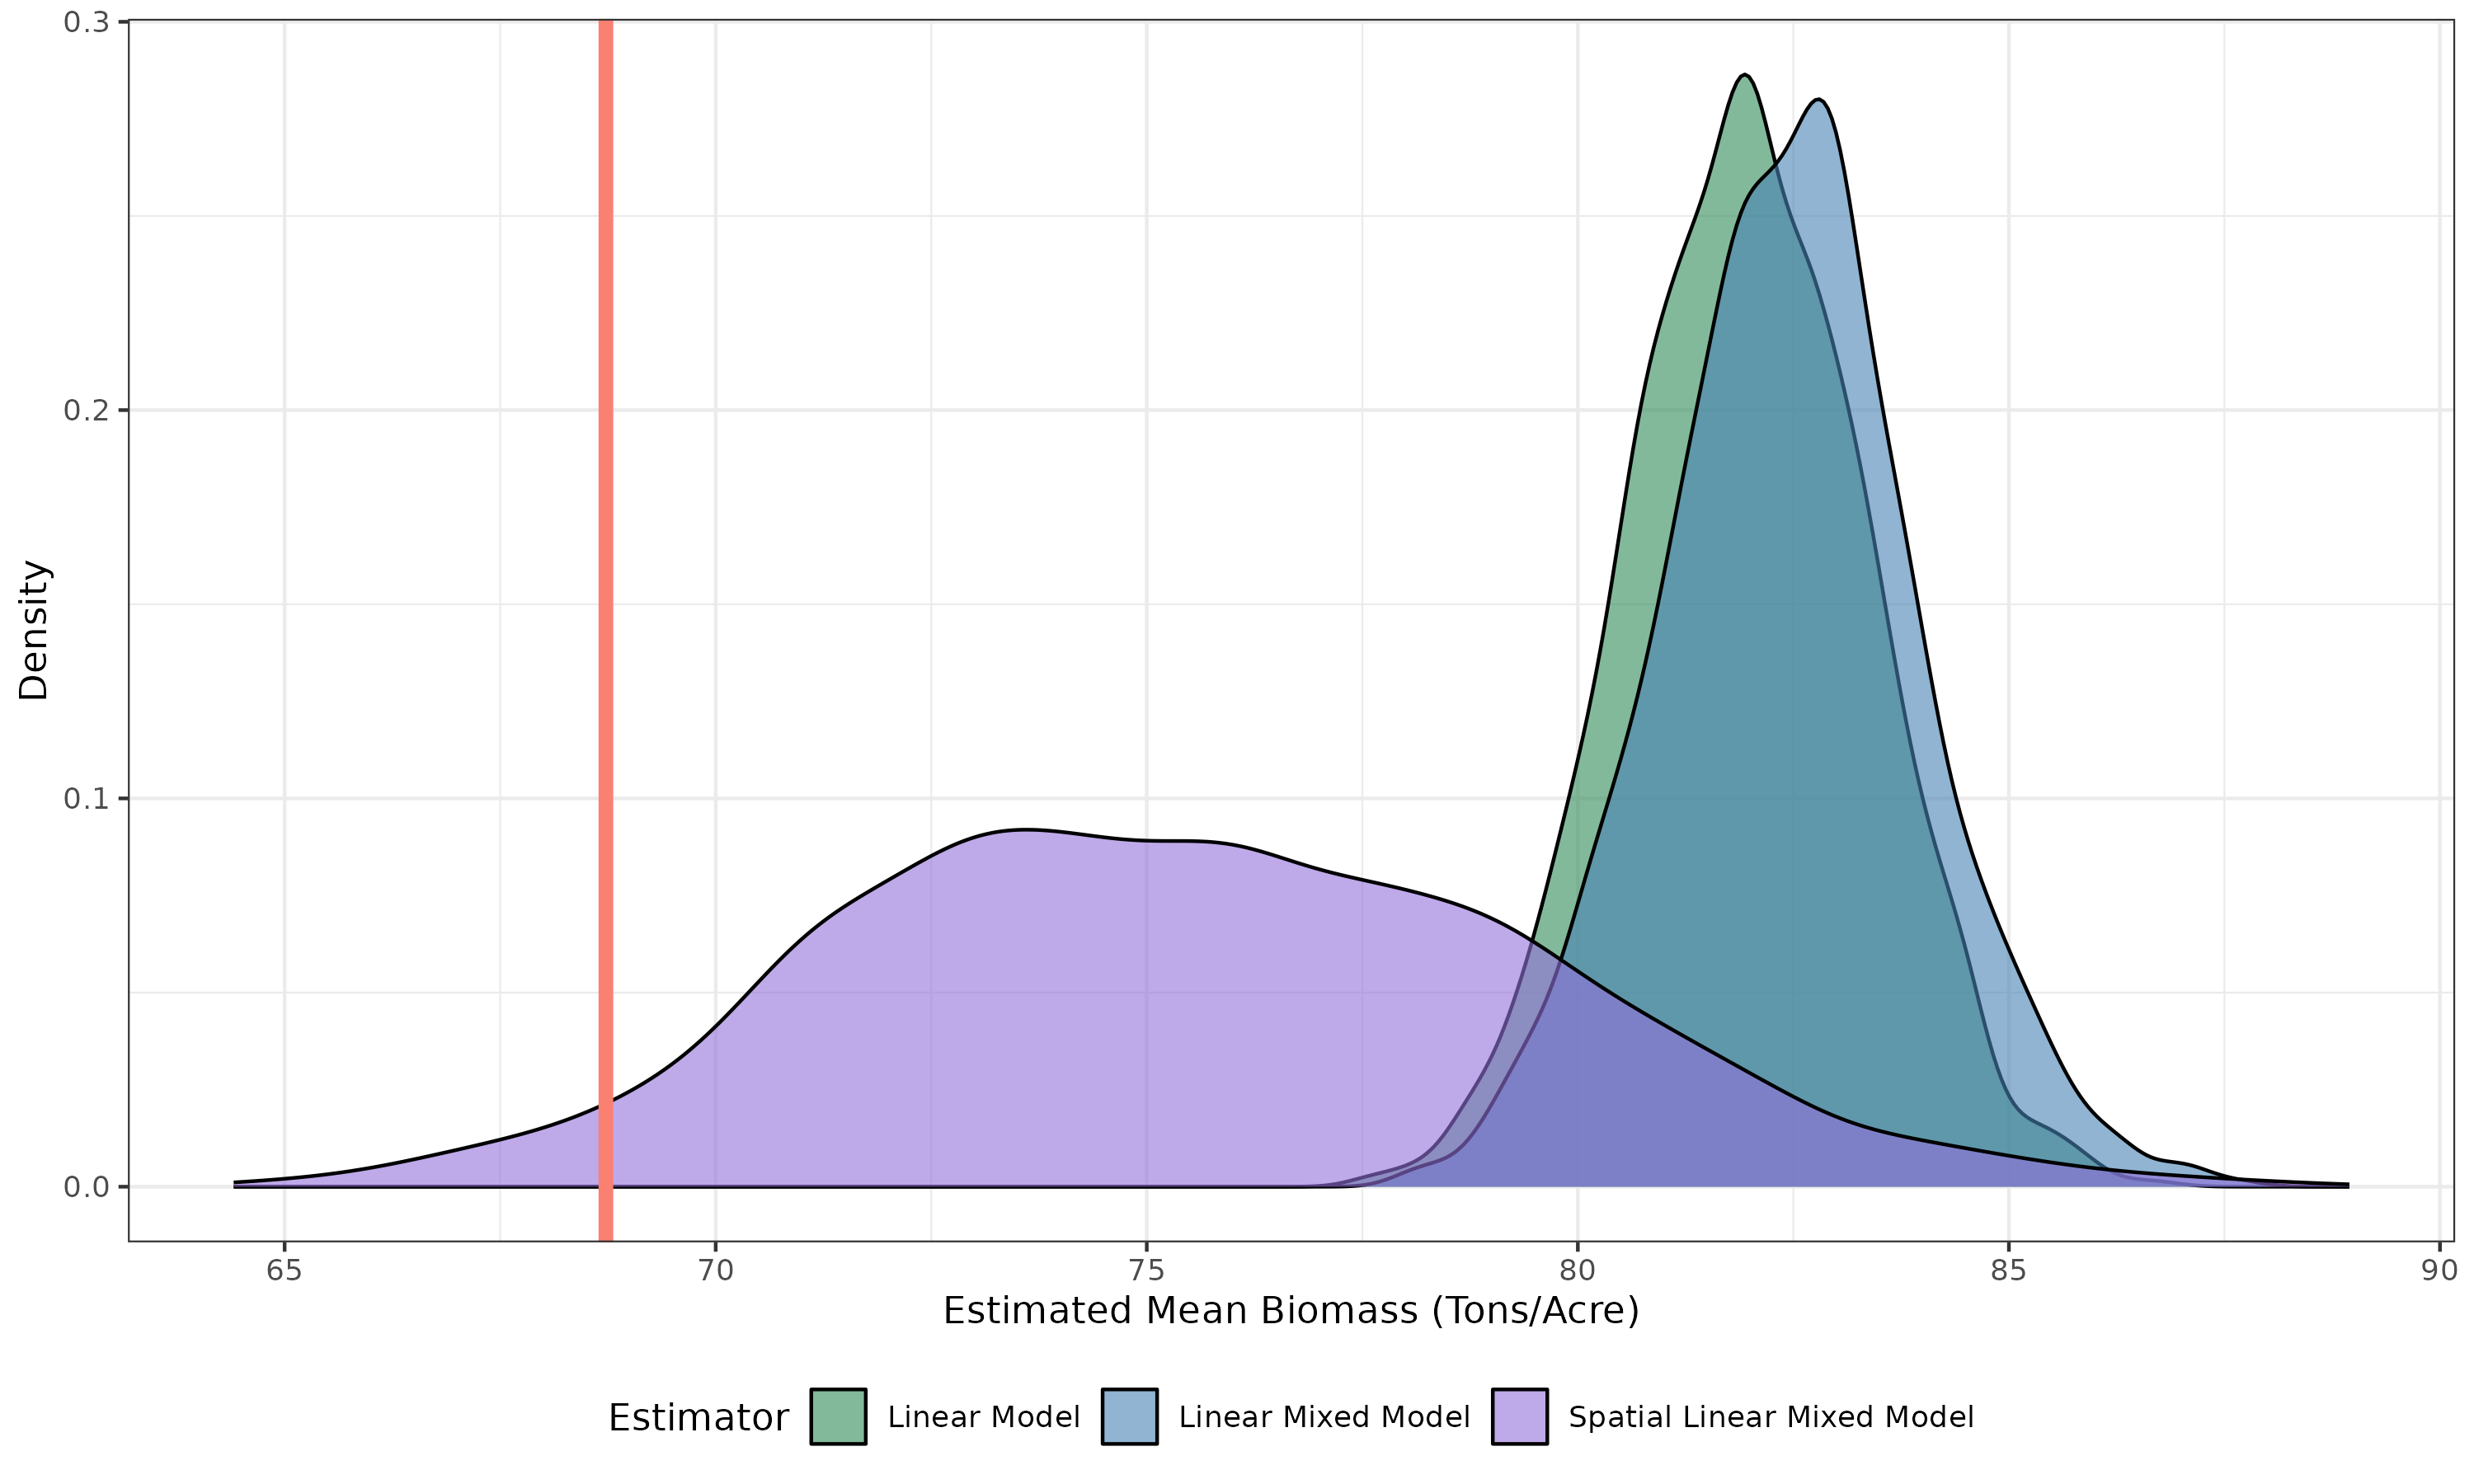 0.3
0.2
0.1
0.0
Density
65 70 75 80 85 90
Estimated Mean Biomass (Tons/Acre)
Estimator Linear Model Linear Mixed Model Spatial Linear Mixed Model